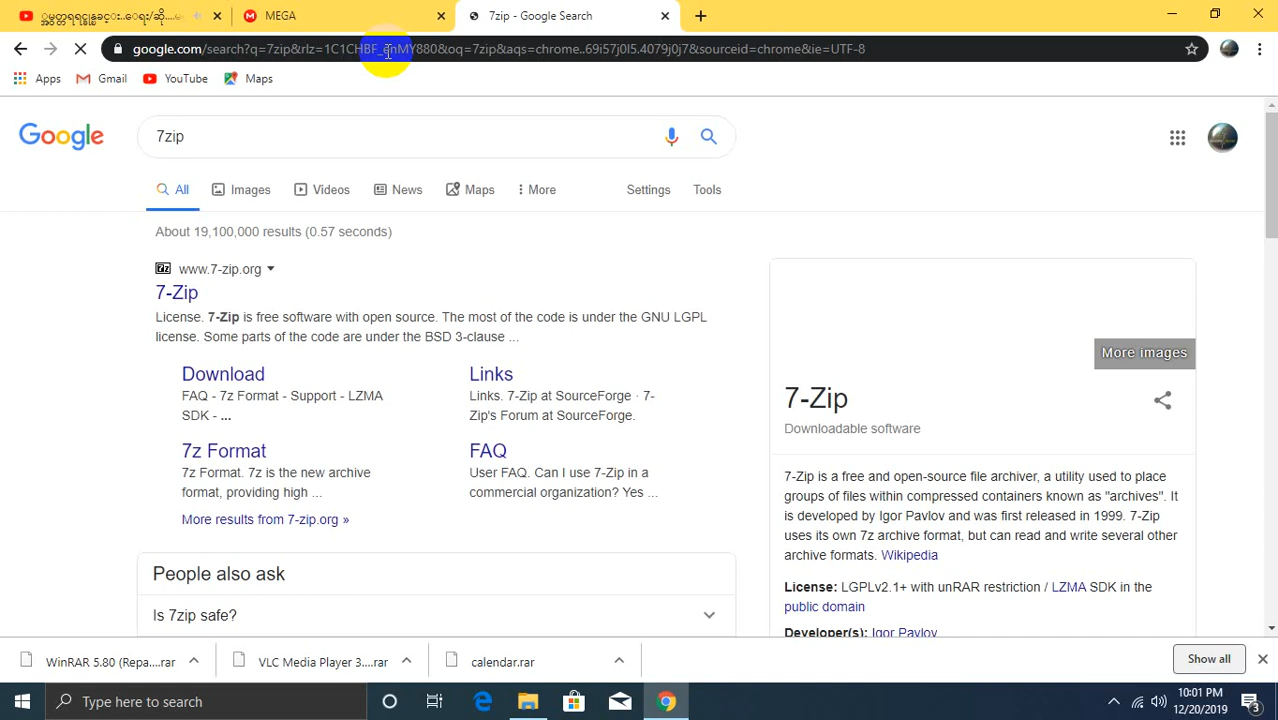 MEGA
7zip - Google Search
google.com/search?q=7zip&rlz=1C1CHBF_enMY880&oq=7zip&aqs=chrome..69i57j0l5.4079j0j7&sourceid=chrome&ie=UTF-8
Apps Gmail YouTube Maps
Google
7zip
All Images Videos News Maps More Settings Tools
About 19,100,000 results (0.57 seconds)
7z www.7-zip.org
7-Zip
License. 7-Zip is free software with open source. The most of the code is under the GNU LGPL
license. Some parts of the code are under the BSD 3-clause ...
Download
FAQ - 7z Format - Support - LZMA
SDK - ...
Links
Links. 7-Zip at SourceForge · 7-
Zip's Forum at SourceForge.
7z Format
7z Format. 7z is the new archive
format, providing high ...
FAQ
User FAQ. Can I use 7-Zip in a
commercial organization? Yes ...
More results from 7-zip.org »
People also ask
Is 7zip safe?
More images
7-Zip
Downloadable software
7-Zip is a free and open-source file archiver, a utility used to place
groups of files within compressed containers known as "archives". It
is developed by Igor Pavlov and was first released in 1999. 7-Zip
uses its own 7z archive format, but can read and write several other
archive formats. Wikipedia
License: LGPLv2.1+ with unRAR restriction / LZMA SDK in the
public domain
Developer(s): Igor Pavlov
WinRAR 5.80 (Repa....rar
VLC Media Player 3....rar
calendar.rar
Show all
Type here to search
10:01 PM
12/20/2019
3